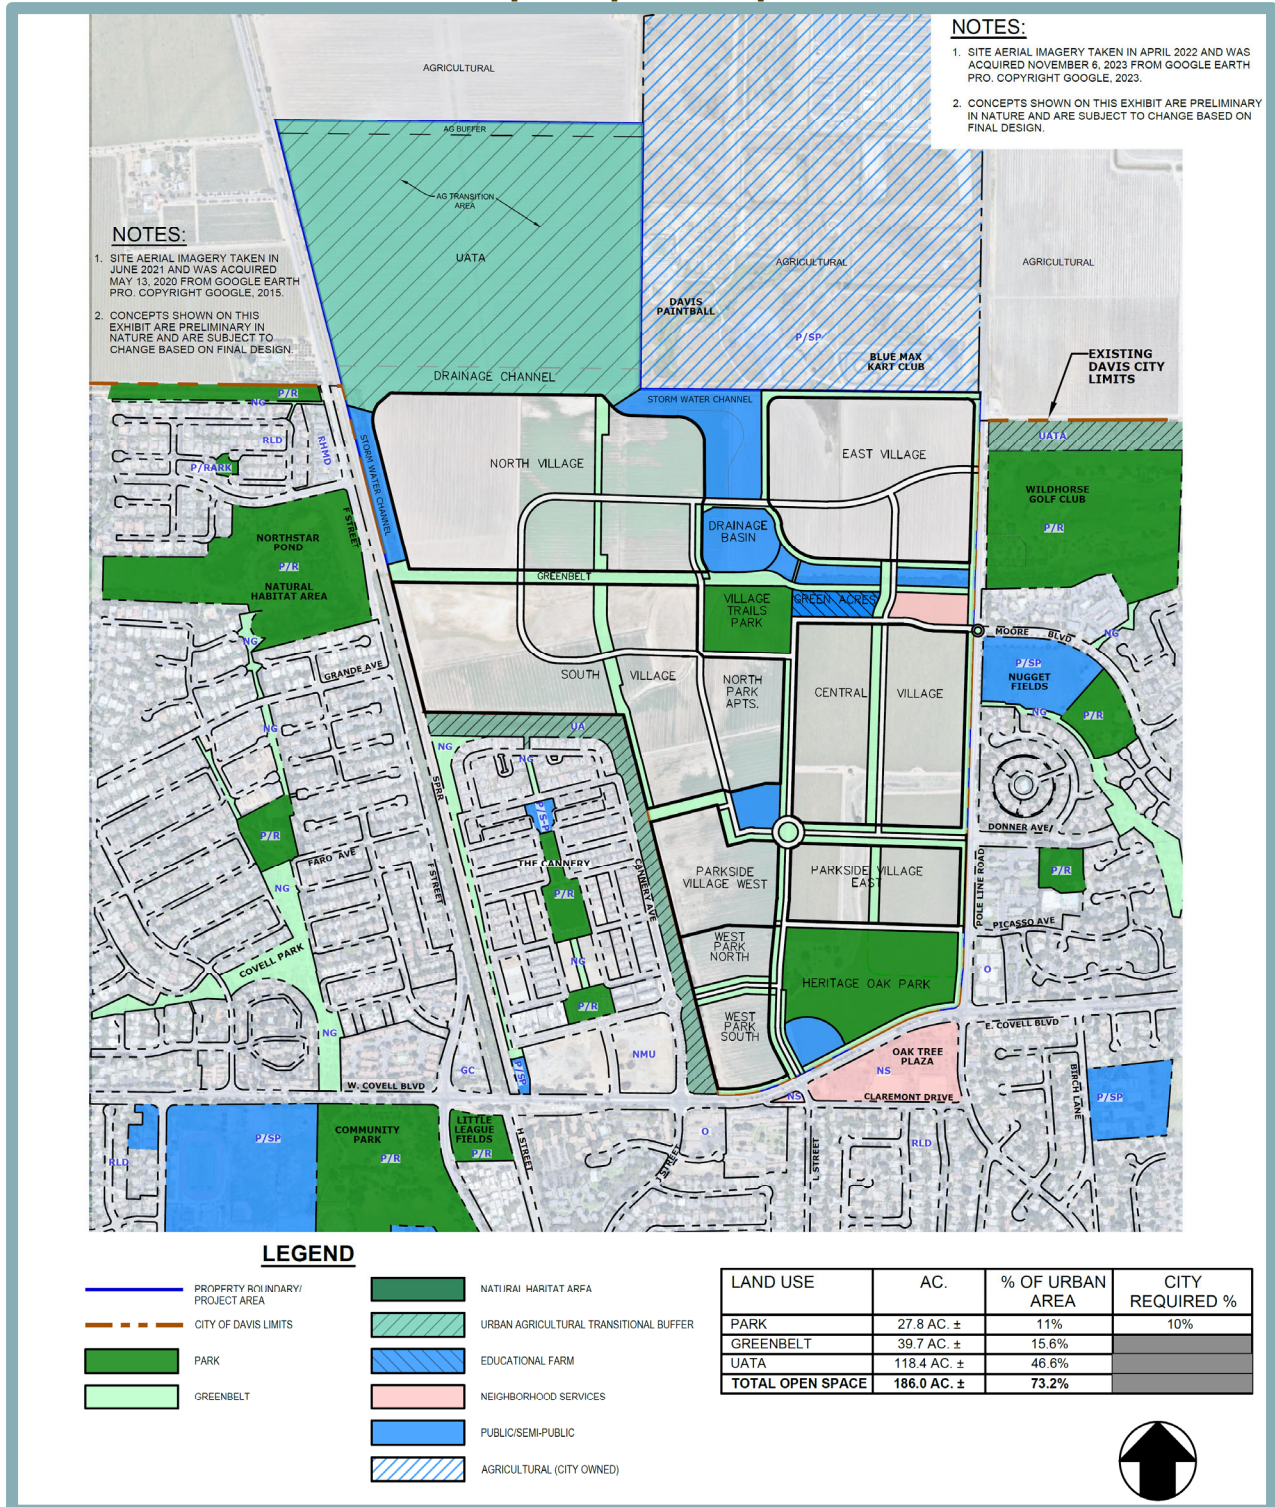 NOTES:
1. SITE AERIAL IMAGERY TAKEN IN APRIL 2022 AND WAS
ACQUIRED NOVEMBER 6, 2023 FROM GOOGLE EARTH
PRO. COPYRIGHT GOOGLE, 2023.
2. CONCEPTS SHOWN ON THIS EXHIBIT ARE PRELIMINARY
IN NATURE AND ARE SUBJECT TO CHANGE BASED ON
FINAL DESIGN.
AGRICULTURAL
AG BUFFER
AG TRANSITION
AREA
UATA
NOTES:
1. SITE AERIAL IMAGERY TAKEN IN
JUNE 2021 AND WAS ACQUIRED
MAY 13, 2020 FROM GOOGLE EARTH
PRO. COPYRIGHT GOOGLE, 2015.
2. CONCEPTS SHOWN ON THIS
EXHIBIT ARE PRELIMINARY IN
NATURE AND ARE SUBJECT TO
CHANGE BASED ON FINAL DESIGN.
AGRICULTURAL
AGRICULTURAL
DAVIS
PAINTBALL
P/SP
BLUE MAX
KART CLUB
EXISTING
DAVIS CITY
LIMITS
DRAINAGE CHANNEL
STORM WATER CHANNEL
P/R
NG
RLD
RHMD
P/RARK
STORM WATER CHANNEL
NORTH VILLAGE
EAST VILLAGE
UATA
WILDHORSE
GOLF CLUB
P/R
F STREET
NORTHSTAR
POND
P/R
NATURAL
HABITAT AREA
DRAINAGE
BASIN
GREENBELT
VILLAGE
TRAILS
PARK
GREEN ACRES
MOORE BLVD
NG
NG
GRANDE AVE
P/SP
NUGGET
FIELDS
NG
P/R
SOUTH VILLAGE
NORTH
PARK
APTS.
CENTRAL VILLAGE
NG
UA
NG
NG
SPRR
P/S-P
DONNER AVE
P/R
FARO AVE
F STREET
THE CANNERY
CANNERY AVE
P/R
PARKSIDE
VILLAGE WEST
PARKSIDE VILLAGE
EAST
POLE LINE ROAD
P/R
PICASSO AVE
NG
COVELL PARK
WEST
PARK
NORTH
NG
O
HERITAGE OAK PARK
P/R
NG
WEST
PARK
SOUTH
E. COVELL BLVD
OAK TREE
PLAZA
NS
NMU
GC
P/SP
W. COVELL BLVD
NS
CLAREMONT DRIVE
BIRCH LANE
P/SP
P/SP
COMMUNITY
PARK
P/R
LITTLE
LEAGUE
FIELDS
P/R
H STREET
O
STREET
L STREET
RLD
RLD
LEGEND
PROPERTY BOUNDARY/
PROJECT AREA
CITY OF DAVIS LIMITS
PARK
GREENBELT
NATURAL HABITAT AREA
URBAN AGRICULTURAL TRANSITIONAL BUFFER
EDUCATIONAL FARM
NEIGHBORHOOD SERVICES
PUBLIC/SEMI-PUBLIC
AGRICULTURAL (CITY OWNED)
LAND USE AC. % OF URBAN AREA CITY REQUIRED %
PARK 27.8 AC. ± 11% 10%
GREENBELT 39.7 AC. ± 15.6%
UATA 118.4 AC. ± 46.6%
TOTAL OPEN SPACE 186.0 AC. ± 73.2%